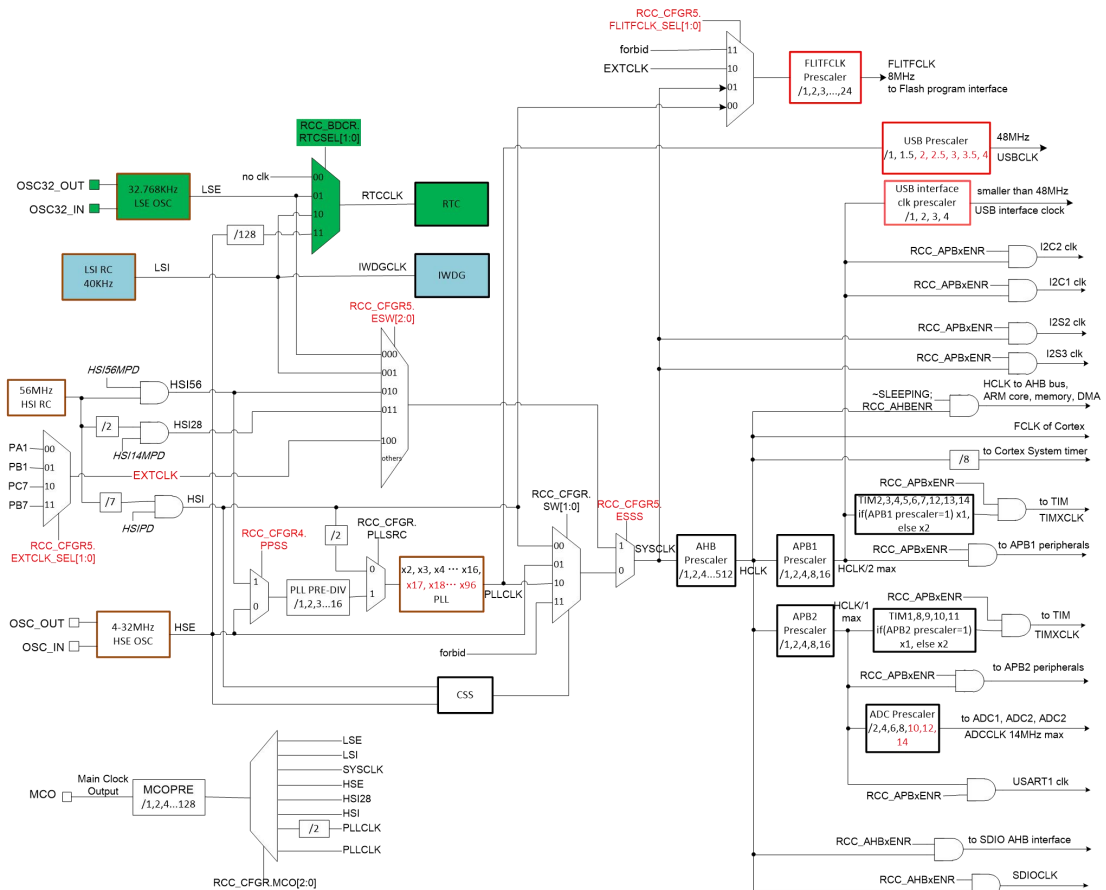 RCC_CFGR5.
FLITFCLK_SEL[1:0]
forbid
11
EXTCLK
10
01
00
FLITFCLK
Prescaler
/1,2,3,...,24
FLITFCLK
8MHz
to Flash program interface
USB Prescaler
/1, 1.5, 2, 2.5, 3, 3.5, 4
48MHz
USBCLK
USB interface
clk prescaler
/1, 2, 3, 4
smaller than 48MHz
USB interface clock
RCC_BDCR.
RTCSEL[1:0]
no clk
00
01
10
11
OSC32_OUT
OSC32_IN
32.768KHz
LSE OSC
LSE
/128
RTCCLK
RTC
LSI RC
40KHz
LSI
IWDGCLK
IWDG
RCC_APBxENR
I2C2 clk
RCC_APBxENR
I2C1 clk
RCC_APBxENR
I2S2 clk
RCC_APBxENR
I2S3 clk
RCC_CFGR5.
ESW[2:0]
000
001
010
011
100
others
HSI56MPD
56MHz
HSI RC
HSI56
/2
HSI28
HSI14MPD
PA1
00
PB1
01
PC7
10
PB7
11
EXTCLK
RCC_CFGR5.
EXTCLK_SEL[1:0]
/7
HSI
HSIPD
~SLEEPING;
RCC_AHBENR
HCLK to AHB bus,
ARM core, memory, DMA
FCLK of Cortex
/8
to Cortex System timer
RCC_CFGR4.
PPSS
1
0
PLL PRE-DIV
/1,2,3...16
/2
RCC_CFGR.
PLLSRC
0
1
x2, x3, x4 ··· x16,
x17, x18··· x96
PLL
PLLCLK
RCC_CFGR.
SW[1:0]
00
01
10
11
forbid
RCC_CFGR5.
ESSS
1
0
SYSCLK
AHB
Prescaler
/1,2,4...512
HCLK
APB1
Prescaler
/1,2,4,8,16
HCLK/2 max
RCC_APBxENR
TIM2,3,4,5,6,7,12,13,14
if(APB1 prescaler=1) x1,
else x2
to TIM
TIMXCLK
RCC_APBxENR
to APB1 peripherals
APB2
Prescaler
/1,2,4,8,16
HCLK/1
max
RCC_APBxENR
TIM1,8,9,10,11
if(APB2 prescaler=1)
x1, else x2
to TIM
TIMXCLK
RCC_APBxENR
to APB2 peripherals
ADC Prescaler
/2,4,6,8,10,12,
14
to ADC1, ADC2, ADC2
ADCCLK 14MHz max
USART1 clk
RCC_APBxENR
RCC_AHBxENR
to SDIO AHB interface
RCC_AHBxENR
SDIOCLK
OSC_OUT
OSC_IN
4-32MHz
HSE OSC
HSE
CSS
MCO
Main Clock
Output
MCOPRE
/1,2,4...128
LSE
LSI
SYSCLK
HSE
HSI28
HSI
/2
PLLCLK
PLLCLK
RCC_CFGR.MCO[2:0]